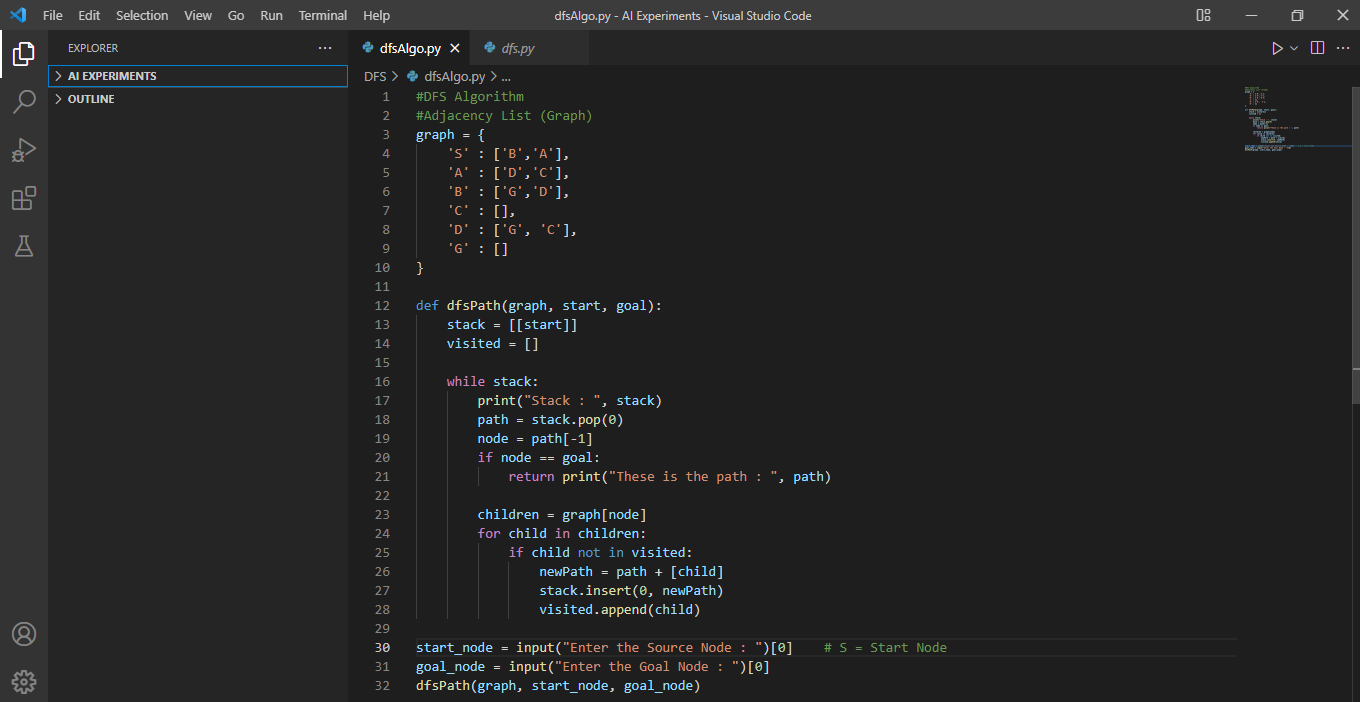 File Edit Selection View Go Run Terminal Help dfsAlgo.py - AI Experiments - Visual Studio Code
EXPLORER ...
AI EXPERIMENTS
OUTLINE
dfsAlgo.py dfs.py
DFS > dfsAlgo.py > ...
1 #DFS Algorithm
2 #Adjacency List (Graph)
3 graph = {
4     'S' : ['B','A'],
5     'A' : ['D','C'],
6     'B' : ['G','D'],
7     'C' : [],
8     'D' : ['G', 'C'],
9     'G' : []
10 }
11
12 def dfsPath(graph, start, goal):
13     stack = [[start]]
14     visited = []
15
16     while stack:
17         print("Stack : ", stack)
18         path = stack.pop(0)
19         node = path[-1]
20         if node == goal:
21             return print("These is the path : ", path)
22
23         children = graph[node]
24         for child in children:
25             if child not in visited:
26                 newPath = path + [child]
27                 stack.insert(0, newPath)
28                 visited.append(child)
29
30 start_node = input("Enter the Source Node : ")[0]    # S = Start Node
31 goal_node = input("Enter the Goal Node : ")[0]
32 dfsPath(graph, start_node, goal_node)